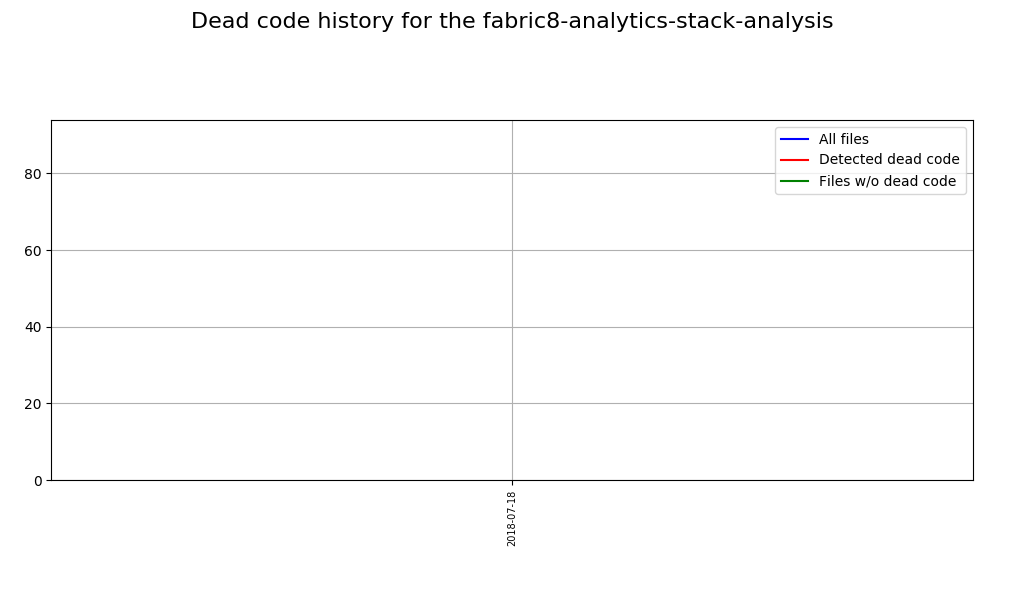 Dead code history for the fabric8-analytics-stack-analysis
All files
Detected dead code
Files w/o dead code
80
60
40
20
0
2018-07-18